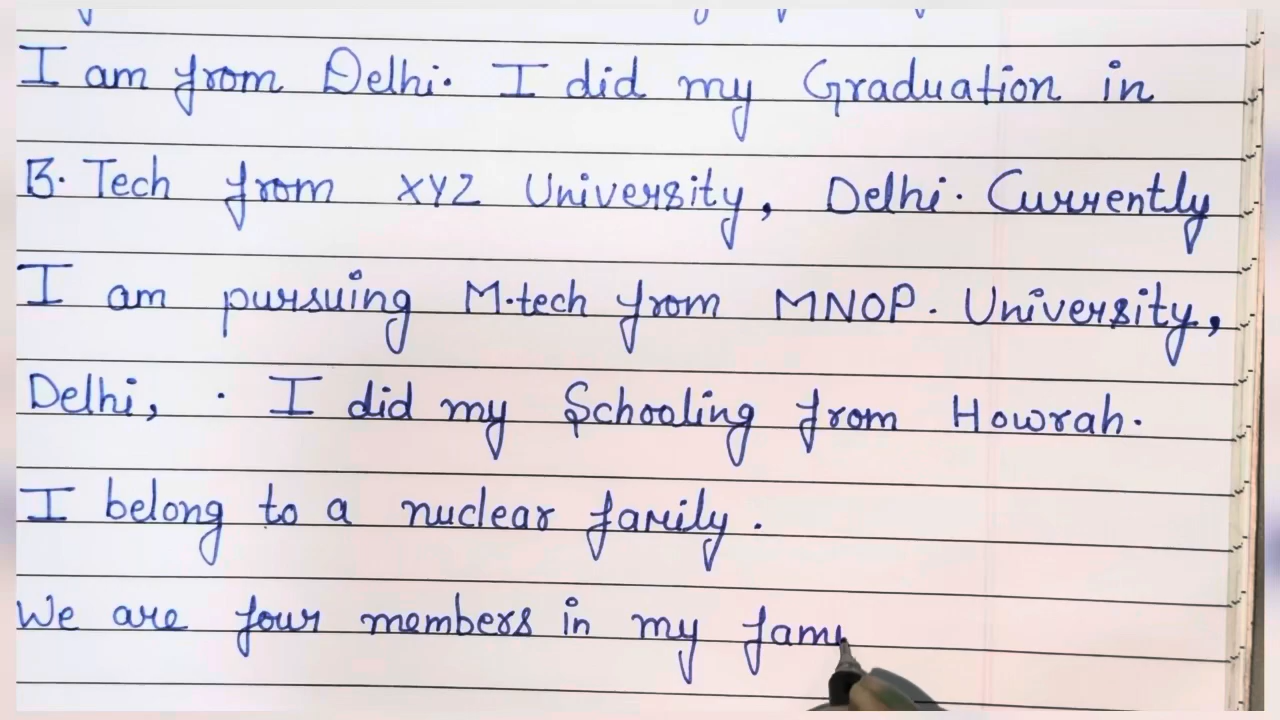 I am from Delhi. I did my Graduation in
B. Tech from XYZ University, Delhi. Currently
I am pursuing M.tech from MNOP. University,
Delhi, . I did my Schooling from Howrah.
I belong to a nuclear family.
We are four members in my fam